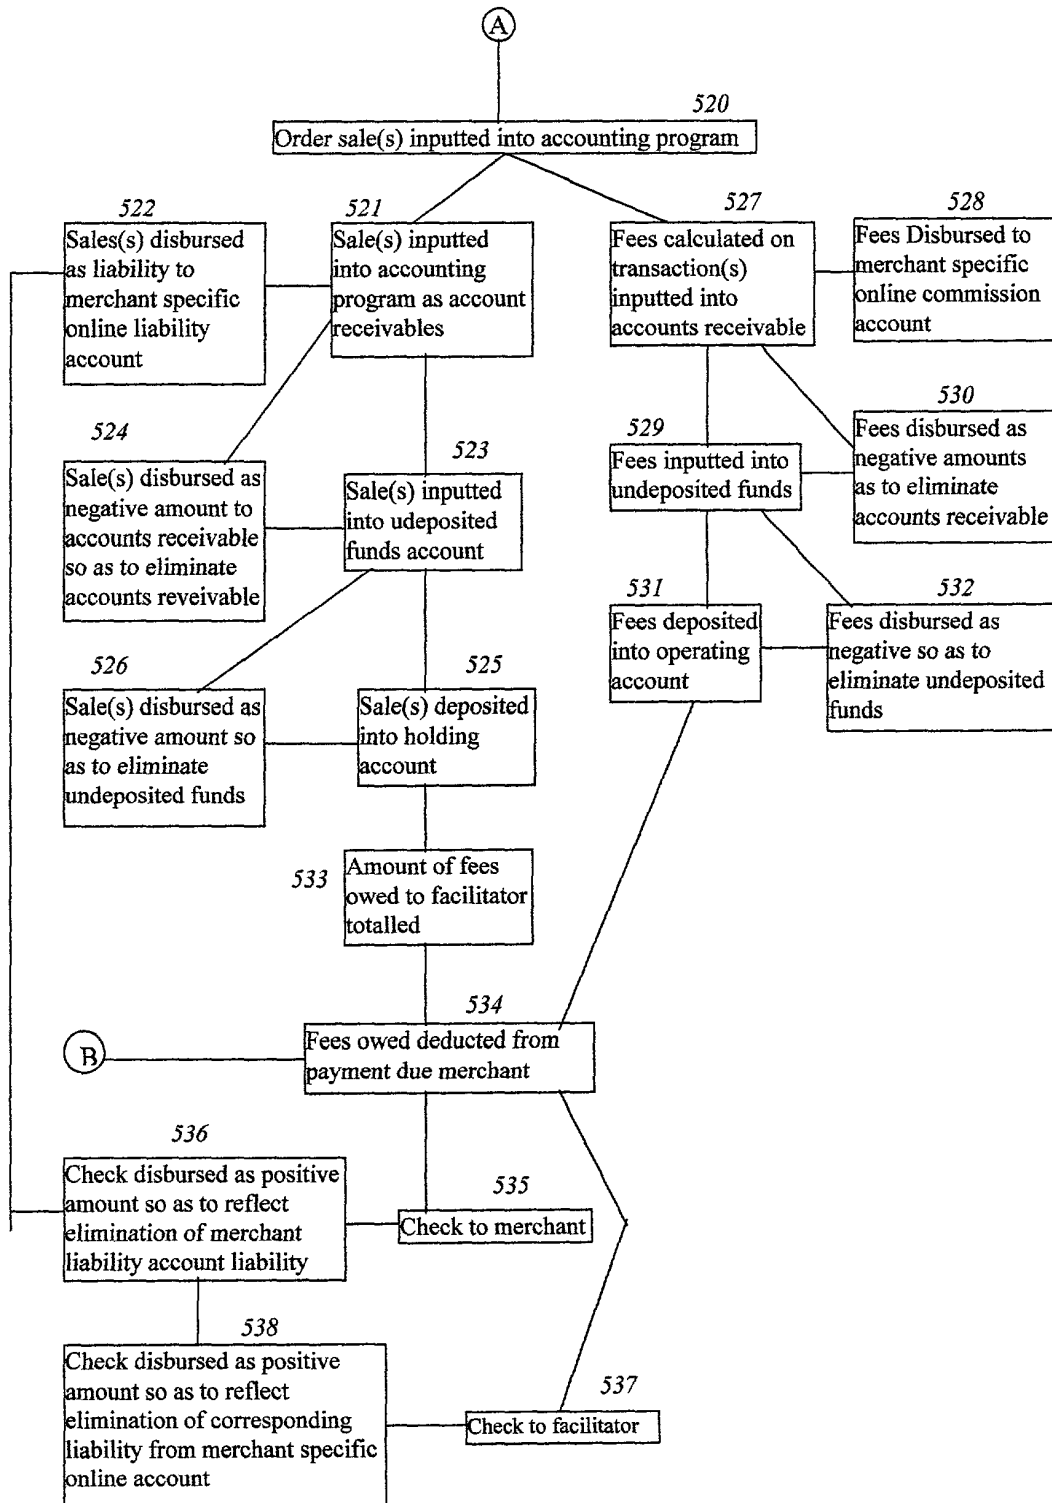 A
520
Order sale(s) inputted into accounting program
522
Sales(s) disbursed
as liability to
merchant specific
online liability
account
521
Sale(s) inputted
into accounting
program as account
receivables
527
Fees calculated on
transaction(s)
inputted into
accounts receivable
528
Fees Disbursed to
merchant specific
online commission
account
524
Sale(s) disbursed as
negative amount to
accounts receivable
so as to eliminate
accounts reveivable
523
Sale(s) inputted
into udeposited
funds account
529
Fees inputted into
undeposited funds
530
Fees disbursed as
negative amounts
as to eliminate
accounts receivable
526
Sale(s) disbursed as
negative amount so
as to eliminate
undeposited funds
525
Sale(s) deposited
into holding
account
531
Fees deposited
into operating
account
532
Fees disbursed as
negative so as to
eliminate undeposited
funds
533
Amount of fees
owed to facilitator
totalled
534
Fees owed deducted from
payment due merchant
B
536
Check disbursed as positive
amount so as to reflect
elimination of merchant
liability account liability
535
Check to merchant
538
Check disbursed as positive
amount so as to reflect
elimination of corresponding
liability from merchant specific
online account
537
Check to facilitator